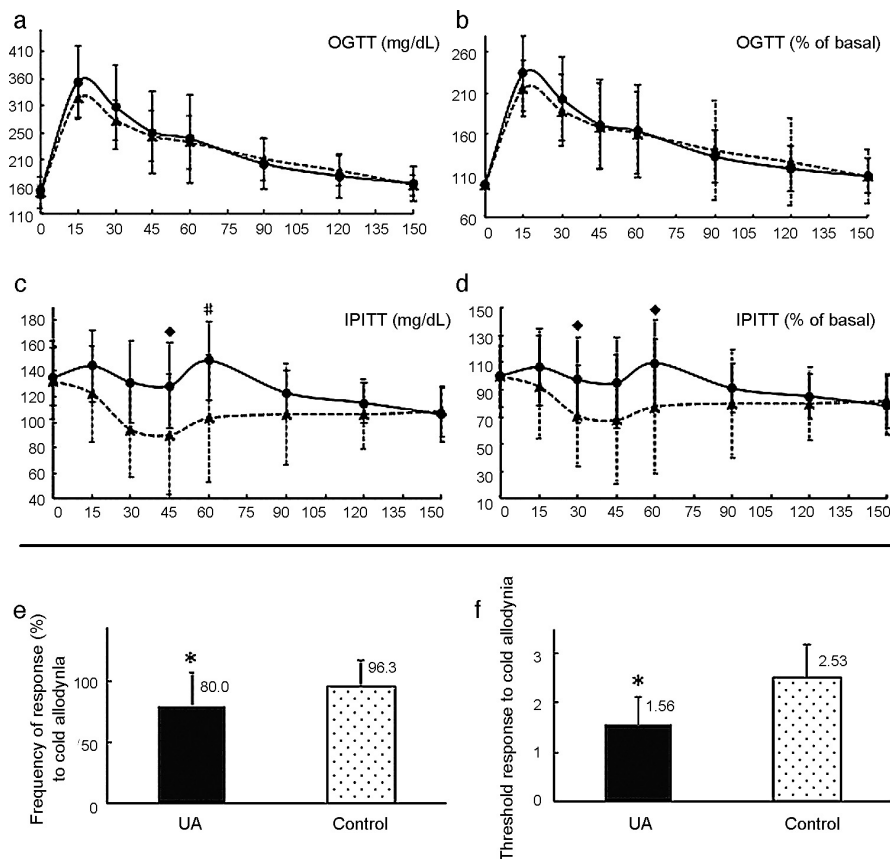 a
OGTT (mg/dL)
410
360
310
260
210
160
110
0 15 30 45 60 75 90 105 120 135 150
b
OGTT (% of basal)
260
210
160
110
60
0 15 30 45 60 75 90 105 120 135 150
c
IPITT (mg/dL)
#
180
160
140
120
100
80
60
40
0 15 30 45 60 75 90 105 120 135 150
d
IPITT (% of basal)
150
130
110
90
70
50
30
10
0 15 30 45 60 75 90 105 120 135 150
e
Frequency of response (%)
to cold allodynia
100
50
0
*
80.0
96.3
UA Control
f
Threshold response to cold allodynia
3
2
1
0
*
1.56
2.53
UA Control